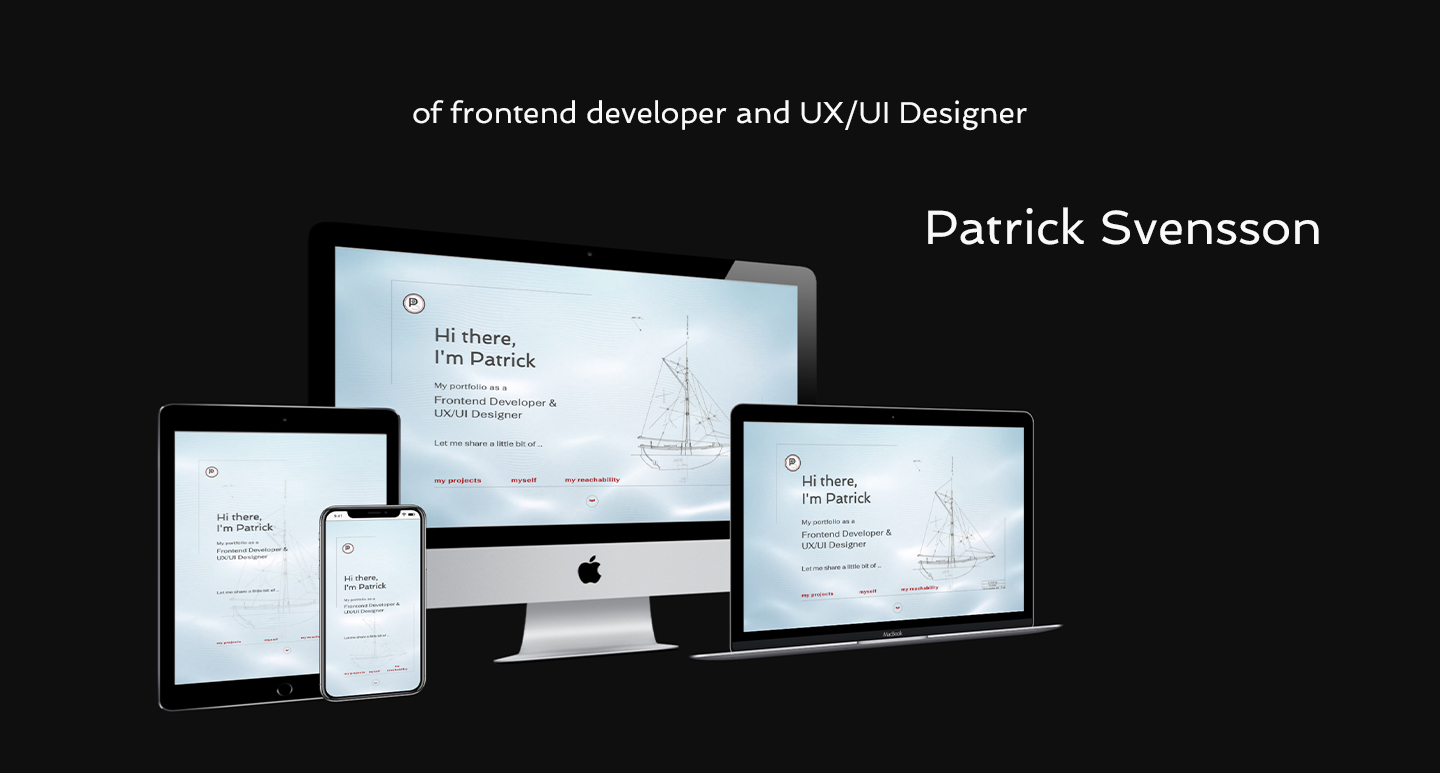 of frontend developer and UX/UI Designer
Patrick Svensson
Hi there,
I'm Patrick
My portfolio as a
Frontend Developer &
UX/UI Designer
Let me share a little bit of ...
my projects
myself
my reachability
Hi there,
I'm Patrick
My portfolio as a
Frontend Developer &
UX/UI Designer
Let me share a little bit of ...
my projects
myself
my reachability
MacBook
Hi there,
I'm Patrick
My portfolio as a
Frontend Developer &
UX/UI Designer
Let me share a little bit of ...
my projects
myself
9:41
Hi there,
I'm Patrick
My portfolio as a
Frontend Developer &
UX/UI Designer
Let me share a little bit of ...
my projects
myself
my
reachability